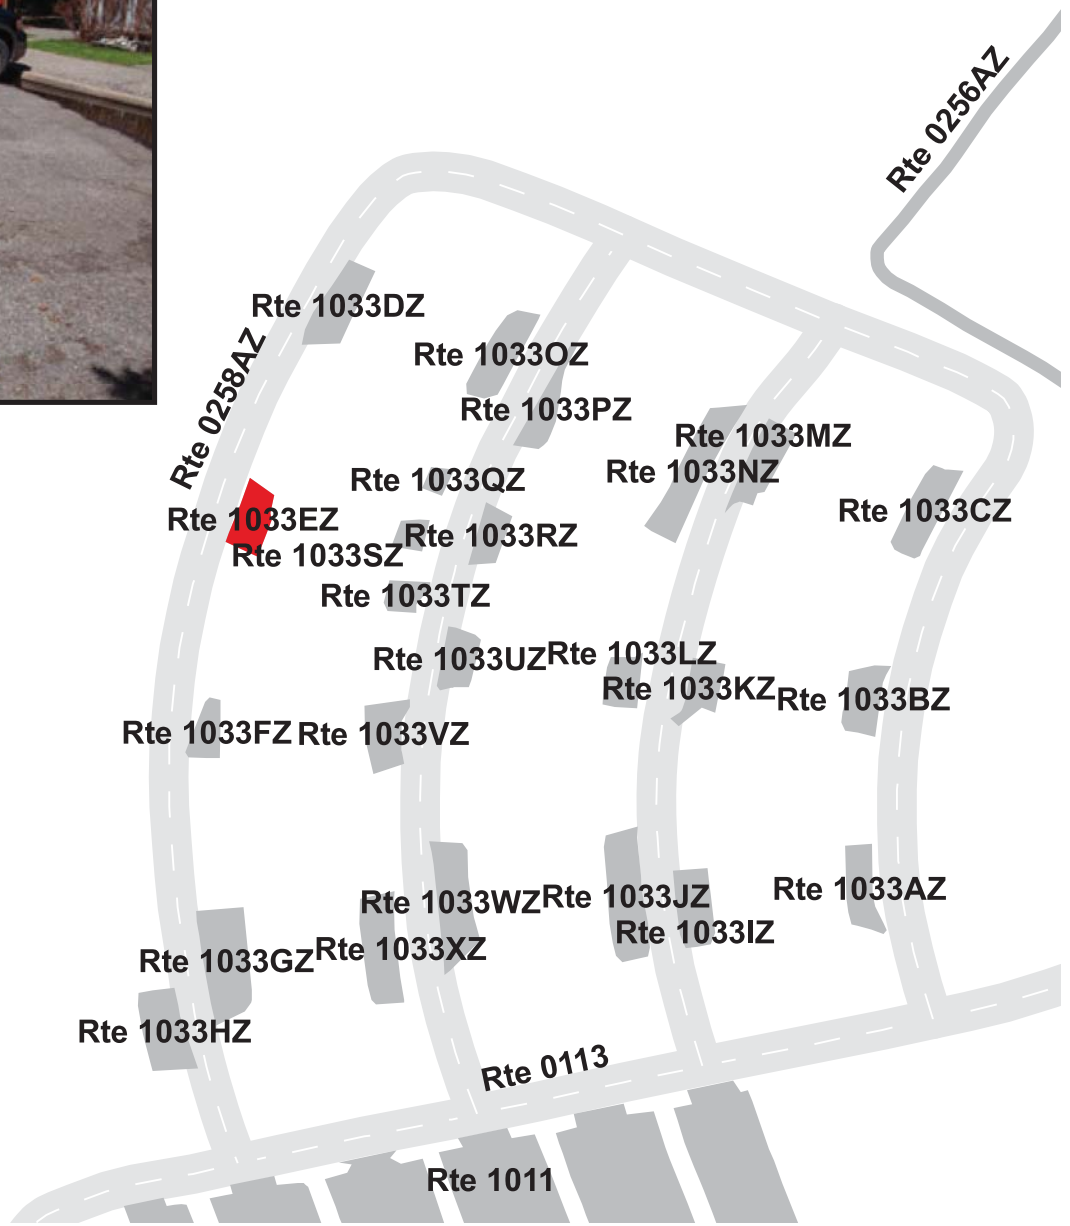 Rte 0256AZ
Rte 1033DZ
Rte 0258AZ
Rte 1033OZ
Rte 1033PZ
Rte 1033MZ
Rte 1033NZ
Rte 1033QZ
Rte 1033CZ
Rte 1033EZ
Rte 1033RZ
Rte 1033SZ
Rte 1033TZ
Rte 1033UZ
Rte 1033LZ
Rte 1033KZ
Rte 1033BZ
Rte 1033FZ
Rte 1033VZ
Rte 1033AZ
Rte 1033WZ
Rte 1033JZ
Rte 1033IZ
Rte 1033XZ
Rte 1033GZ
Rte 1033HZ
Rte 0113
Rte 1011